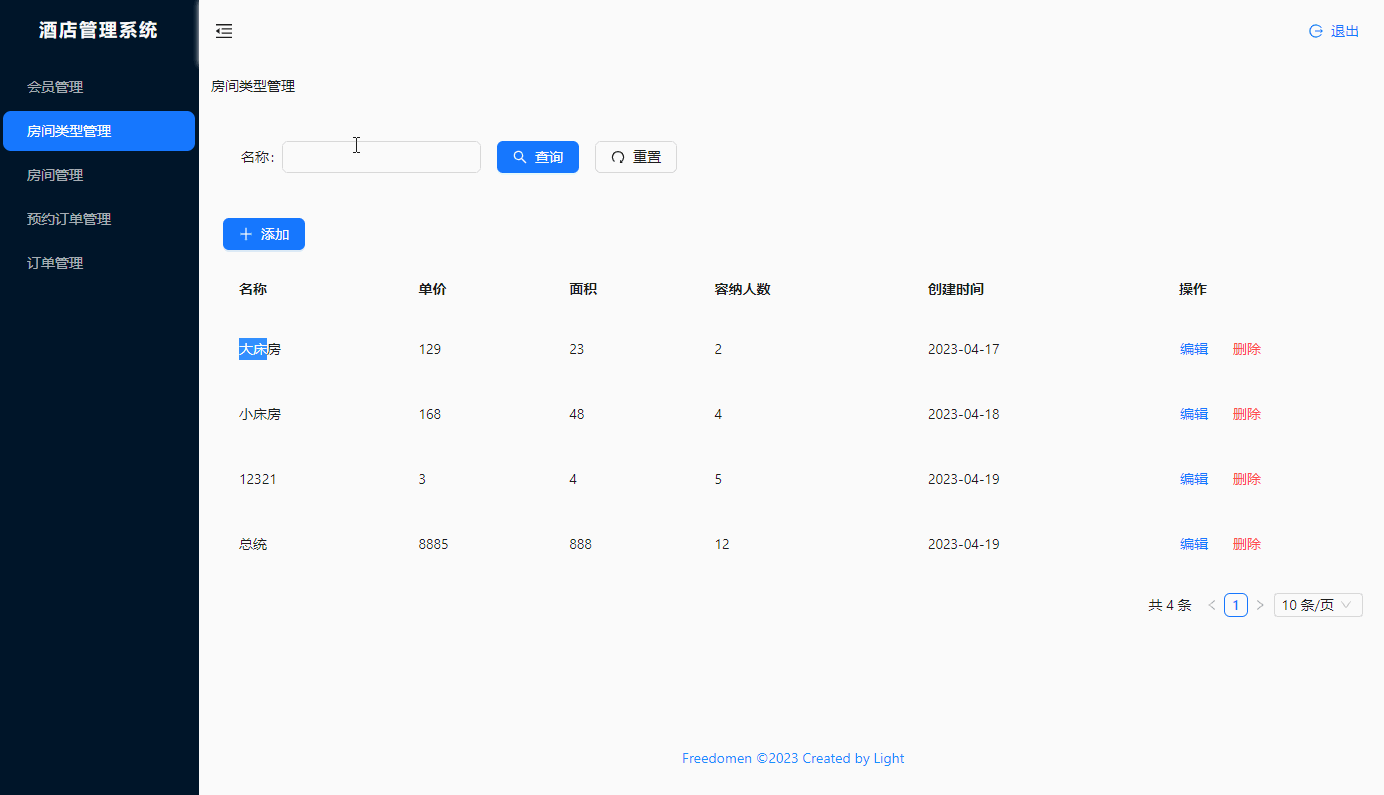 酒店管理系统
退出
会员管理
房间类型管理
房间管理
预约订单管理
订单管理
房间类型管理
名称: 查询 重置
添加
名称 单价 面积 容纳人数 创建时间 操作
大床房 129 23 2 2023-04-17 编辑 删除
小床房 168 48 4 2023-04-18 编辑 删除
12321 3 4 5 2023-04-19 编辑 删除
总统 8885 888 12 2023-04-19 编辑 删除
共 4 条 1 10 条/页
Freedomen ©2023 Created by Light